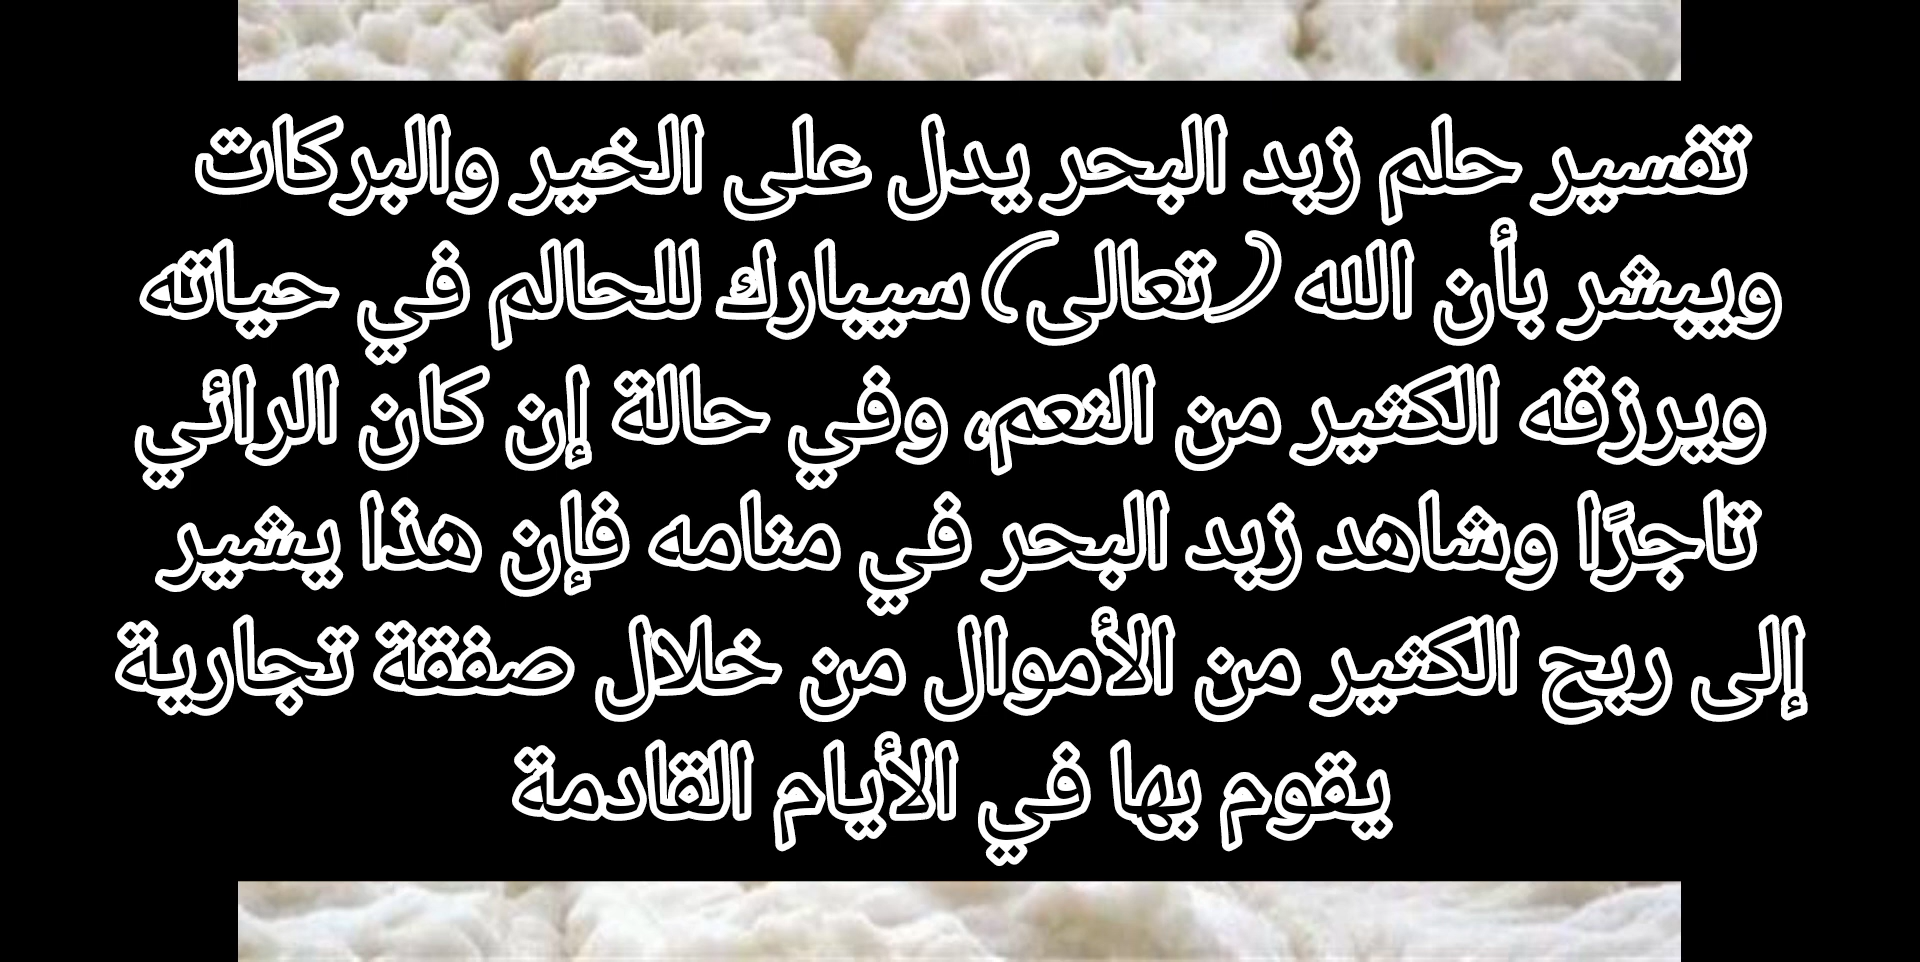 تفسير حلم زبد البحر يدل على الخير والبركات
ويبشر بأن الله (تعالى) سيبارك للحالم في حياته
ويرزقه الكثير من النعم، وفي حالة إن كان الرائي
تاجرًا وشاهد زبد البحر في منامه فإن هذا يشير
إلى ربح الكثير من الأموال من خلال صفقة تجارية
يقوم بها في الأيام القادمة